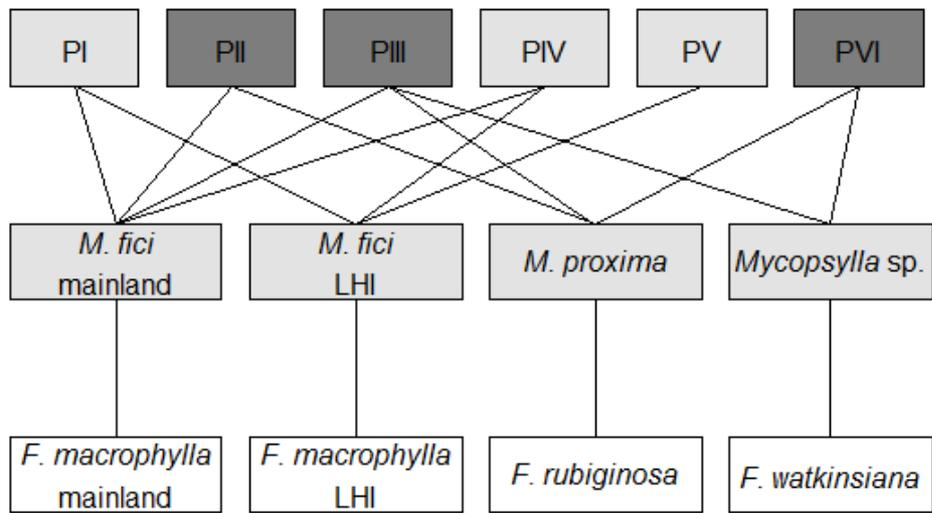 PI PII PIII PIV PV PVI
M. fici M. fici M. proxima Mycopsylla sp.
mainland LHI
F. macrophylla F. macrophylla F. rubiginosa F. watkinsiana
mainland LHI